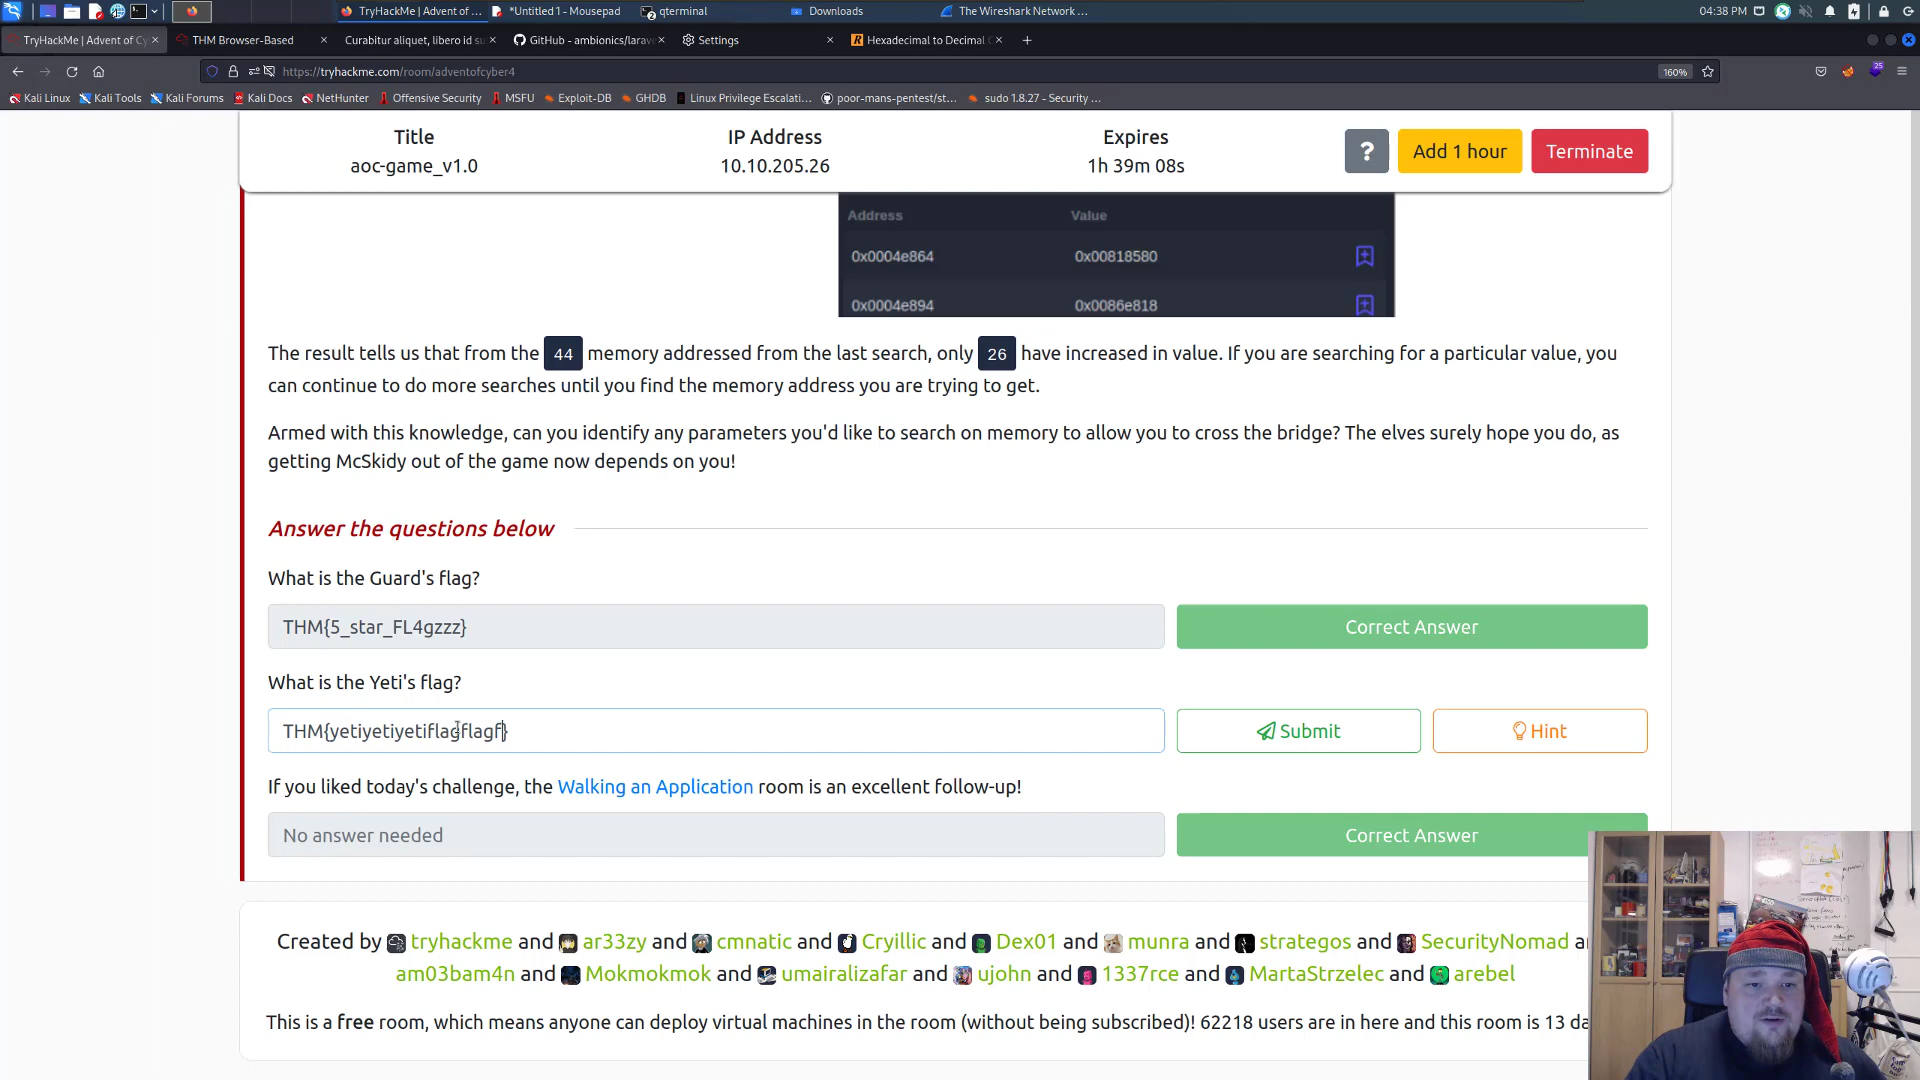 TryHackMe | Advent of ...
*Untitled 1 - Mousepad
qterminal
Downloads
The Wireshark Network ...
04:38 PM
TryHackMe | Advent of Cy
THM Browser-Based
Curabitur aliquet, libero id su
GitHub - ambionics/larave
Settings
Hexadecimal to Decimal C
https://tryhackme.com/room/adventofcyber4
160%
25
Kali Linux
Kali Tools
Kali Forums
Kali Docs
NetHunter
Offensive Security
MSFU
Exploit-DB
GHDB
Linux Privilege Escalati...
poor-mans-pentest/st...
sudo 1.8.27 - Security ...
Title
IP Address
Expires
aoc-game_v1.0
10.10.205.26
1h 39m 08s
?
Add 1 hour
Terminate
Address Value
0x0004e864 0x00818580
0x0004e894 0x0086e818
The result tells us that from the 44 memory addressed from the last search, only 26 have increased in value. If you are searching for a particular value, you
can continue to do more searches until you find the memory address you are trying to get.
Armed with this knowledge, can you identify any parameters you'd like to search on memory to allow you to cross the bridge? The elves surely hope you do, as
getting McSkidy out of the game now depends on you!
Answer the questions below
What is the Guard's flag?
THM{5_star_FL4gzzz}
Correct Answer
What is the Yeti's flag?
THM{yetiyetiyetiflagflagf}
Submit
Hint
If you liked today's challenge, the Walking an Application room is an excellent follow-up!
No answer needed
Correct Answer
Created by tryhackme and ar33zy and cmnatic and Cryillic and Dex01 and munra and strategos and SecurityNomad a
am03bam4n and Mokmokmok and umairalizafar and ujohn and 1337rce and MartaStrzelec and arebel
This is a free room, which means anyone can deploy virtual machines in the room (without being subscribed)! 62218 users are in here and this room is 13 da